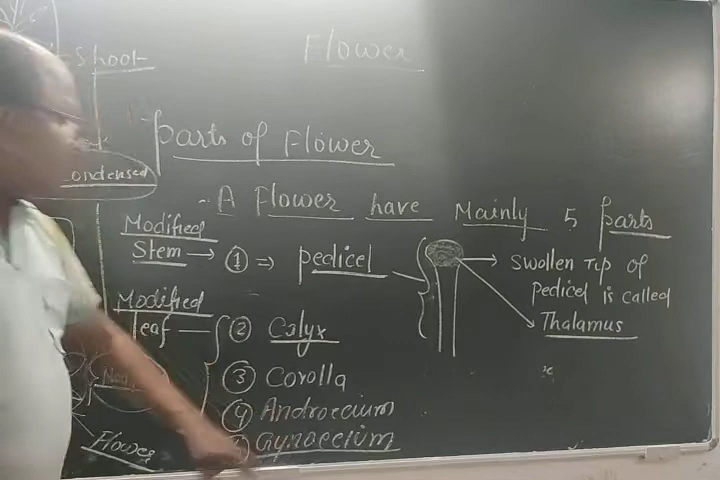 Flower
Shoot
Parts of Flower
Condensed
A Flower have Mainly 5 parts
Modified
Stem → ① ⇒ pedicel
→ Swollen Tip of
pedicel is called
Thalamus
Modified
leaf
② Calyx
③ Corolla
④ Androecium
Gynoecium
Flower